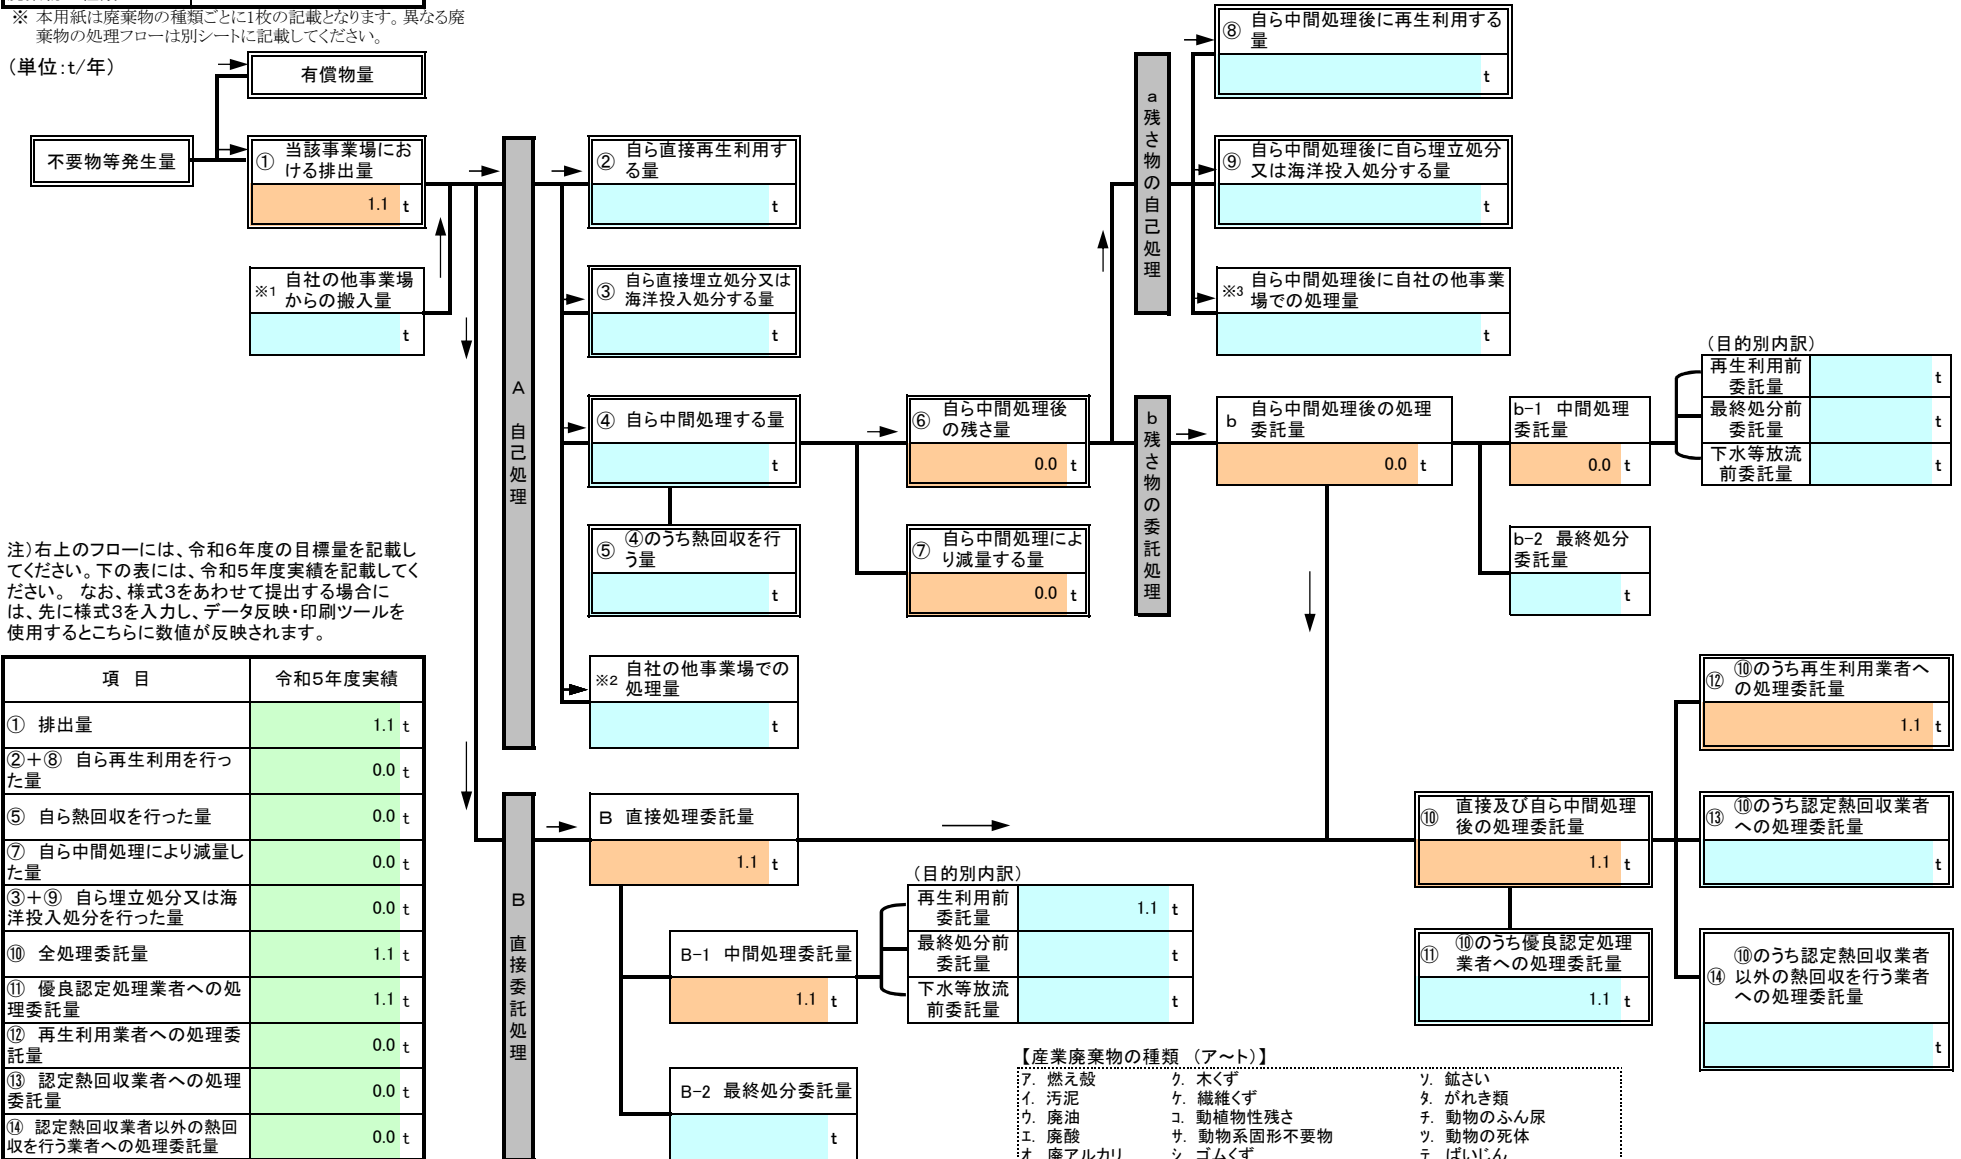 ※ 本用紙は廃棄物の種類ごとに1枚の記載となります。異なる廃
棄物の処理フローは別シートに記載してください。
(単位:t/年)
有償物量
不要物等発生量
① 当該事業場にお
ける排出量
1.1 t
※1 自社の他事業場
からの搬入量
t
A 自己処理
② 自ら直接再生利用す
る量
t
③ 自ら直接埋立処分又は
海洋投入処分する量
t
④ 自ら中間処理する量
t
⑤ ④のうち熱回収を行
う量
t
※2 自社の他事業場での
処理量
t
⑥ 自ら中間処理後
の残さ量
0.0 t
⑦ 自ら中間処理によ
り減量する量
0.0 t
a残さ物の自己処理
⑧ 自ら中間処理後に再生利用する
量
t
⑨ 自ら中間処理後に自ら埋立処分
又は海洋投入処分する量
t
※3 自ら中間処理後に自社の他事業
場での処理量
t
b残さ物の委託処理
b 自ら中間処理後の処理
委託量
0.0 t
b-1 中間処理
委託量
0.0 t
b-2 最終処分
委託量
t
(目的別内訳)
再生利用前
委託量
t
最終処分前
委託量
t
下水等放流
前委託量
t
注)右上のフローには、令和6年度の目標量を記載し
てください。下の表には、令和5年度実績を記載してく
ださい。 なお、様式3をあわせて提出する場合に
は、先に様式3を入力し、データ反映・印刷ツールを
使用するとこちらに数値が反映されます。
項 目 令和5年度実績
① 排出量 1.1 t
②+⑧ 自ら再生利用を行っ
た量 0.0 t
⑤ 自ら熱回収を行った量 0.0 t
⑦ 自ら中間処理により減量し
た量 0.0 t
③+⑨ 自ら埋立処分又は海
洋投入処分を行った量 0.0 t
⑩ 全処理委託量 1.1 t
⑪ 優良認定処理業者への処
理委託量 1.1 t
⑫ 再生利用業者への処理委
託量 0.0 t
⑬ 認定熱回収業者への処理
委託量 0.0 t
⑭ 認定熱回収業者以外の熱回
収を行う業者への処理委託量 0.0 t
B 直接委託処理
B 直接処理委託量
1.1 t
B-1 中間処理委託量
1.1 t
B-2 最終処分委託量
t
(目的別内訳)
再生利用前
委託量
1.1 t
最終処分前
委託量
t
下水等放流
前委託量
t
⑩ 直接及び自ら中間処理
後の処理委託量
1.1 t
⑪ ⑩のうち優良認定処理
業者への処理委託量
1.1 t
⑫ ⑩のうち再生利用業者へ
の処理委託量
1.1 t
⑬ ⑩のうち認定熱回収業者
への処理委託量
t
⑭ ⑩のうち認定熱回収業者
以外の熱回収を行う業者
への処理委託量
t
【産業廃棄物の種類 (ア~ト)】
ア. 燃え殻 ク. 木くず ソ. 鉱さい
イ. 汚泥 ケ. 繊維くず タ. がれき類
ウ. 廃油 コ. 動植物性残さ チ. 動物のふん尿
エ. 廃酸 サ. 動物系固形不要物 ツ. 動物の死体
オ. 廃アルカリ シ. ゴムくず テ. ばいじん